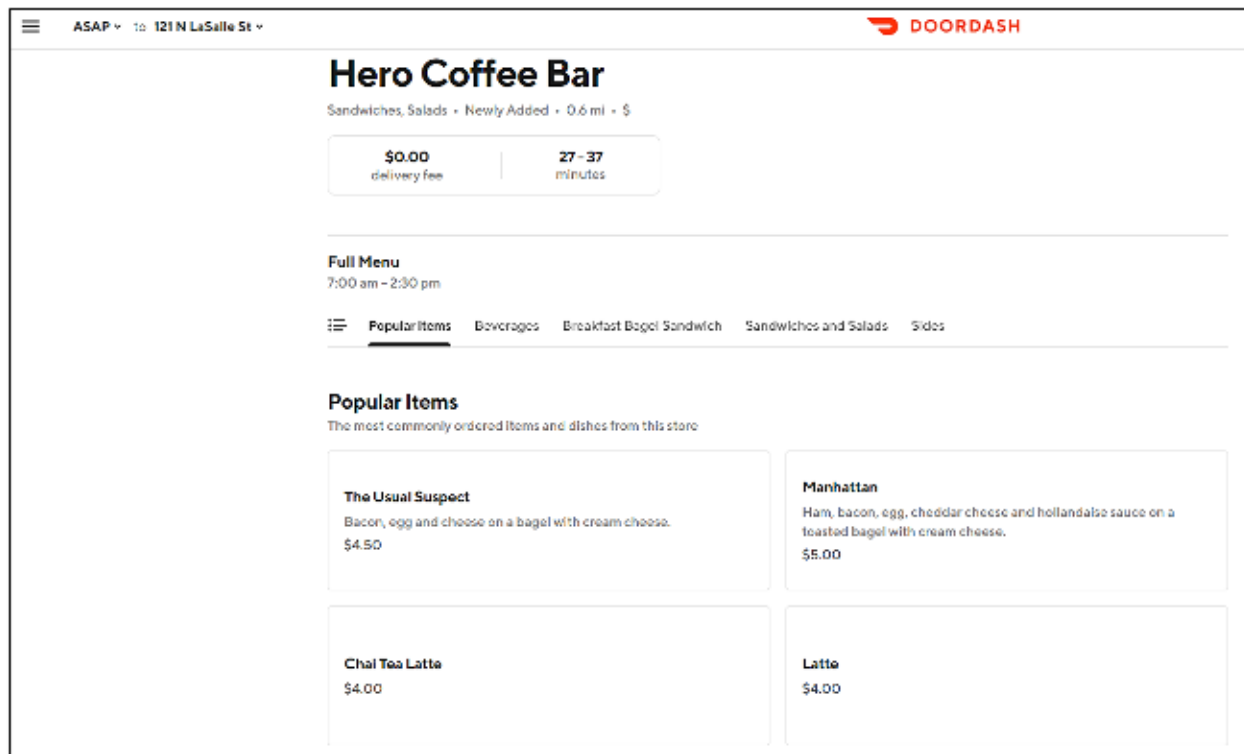 ASAP to 121 N LaSalle St
DOORDASH
Hero Coffee Bar
Sandwiches, Salads • Newly Added • 0.6 mi • $
$0.00 27 - 37
delivery fee minutes
Full Menu
7:00 am - 2:30 pm
Popular Items Beverages Breakfast Bagel Sandwich Sandwiches and Salads Sides
Popular Items
The most commonly ordered items and dishes from this store
The Usual Suspect
Bacon, egg and cheese on a bagel with cream cheese.
$4.50
Manhattan
Ham, bacon, egg, cheddar cheese and hollandaise sauce on a
toasted bagel with cream cheese.
$5.00
Chai Tea Latte
$4.00
Latte
$4.00